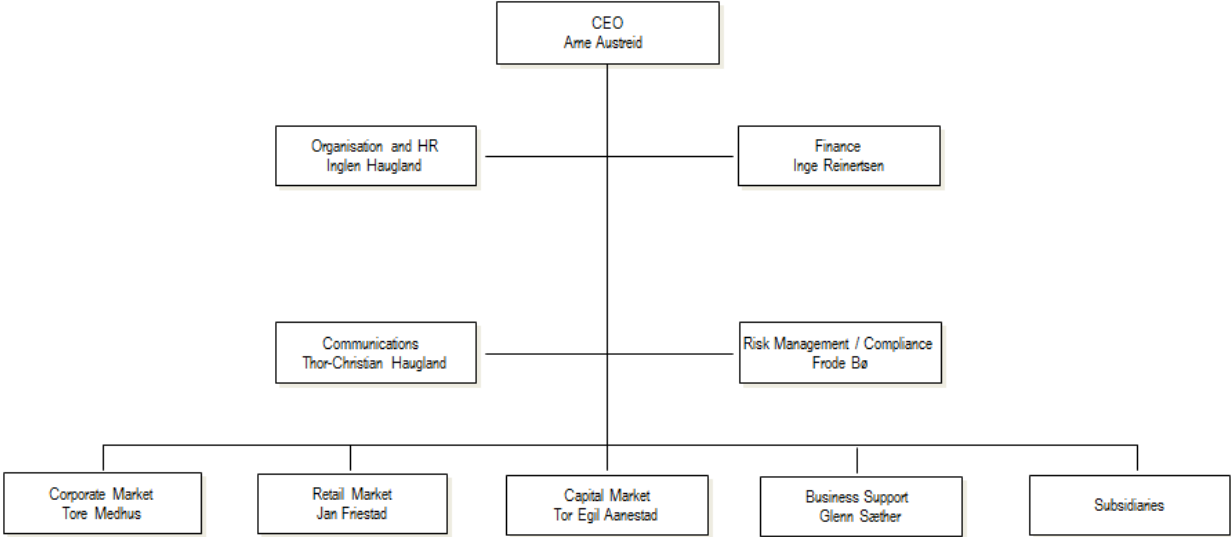 CEO
Arne Austreid
Organisation and HR
Inglen Haugland
Finance
Inge Reinertsen
Communications
Thor-Christian Haugland
Risk Management / Compliance
Frode Bø
Corporate Market
Tore Medhus
Retail Market
Jan Friestad
Capital Market
Tor Egil Aanestad
Business Support
Glenn Sæther
Subsidiaries